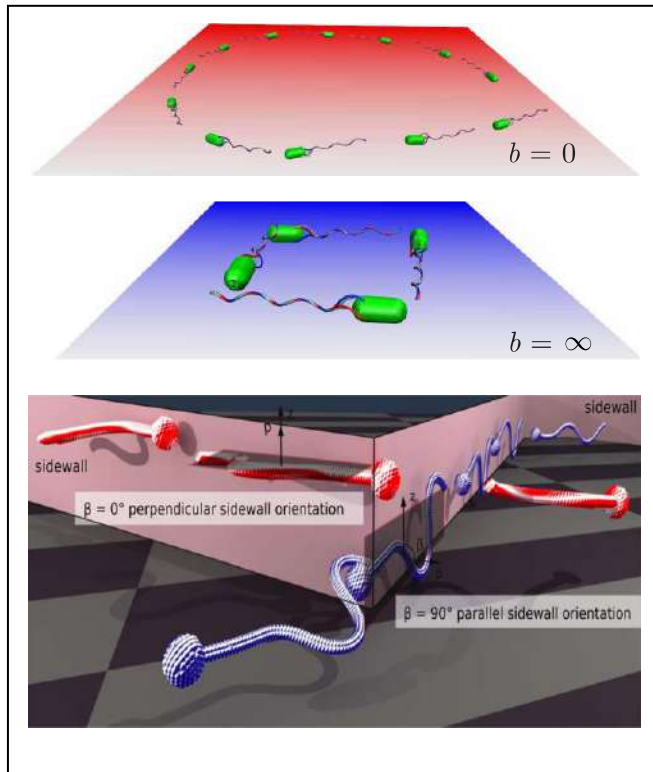 b = 0
b = ∞
sidewall
z
β
sidewall
β = 0° perpendicular sidewall orientation
z
β
β = 90° parallel sidewall orientation